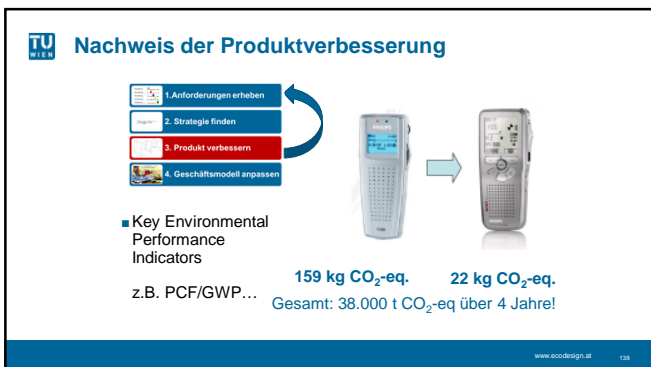 TU
WIEN
Nachweis der Produktverbesserung
1.Anforderungen erheben
2. Strategie finden
3. Produkt verbessern
4. Geschäftsmodell anpassen
PHILIPS
Key Environmental
Performance
Indicators
z.B. PCF/GWP…
159 kg CO₂-eq.
22 kg CO₂-eq.
Gesamt: 38.000 t CO₂-eq über 4 Jahre!
www.ecodesign.at
138